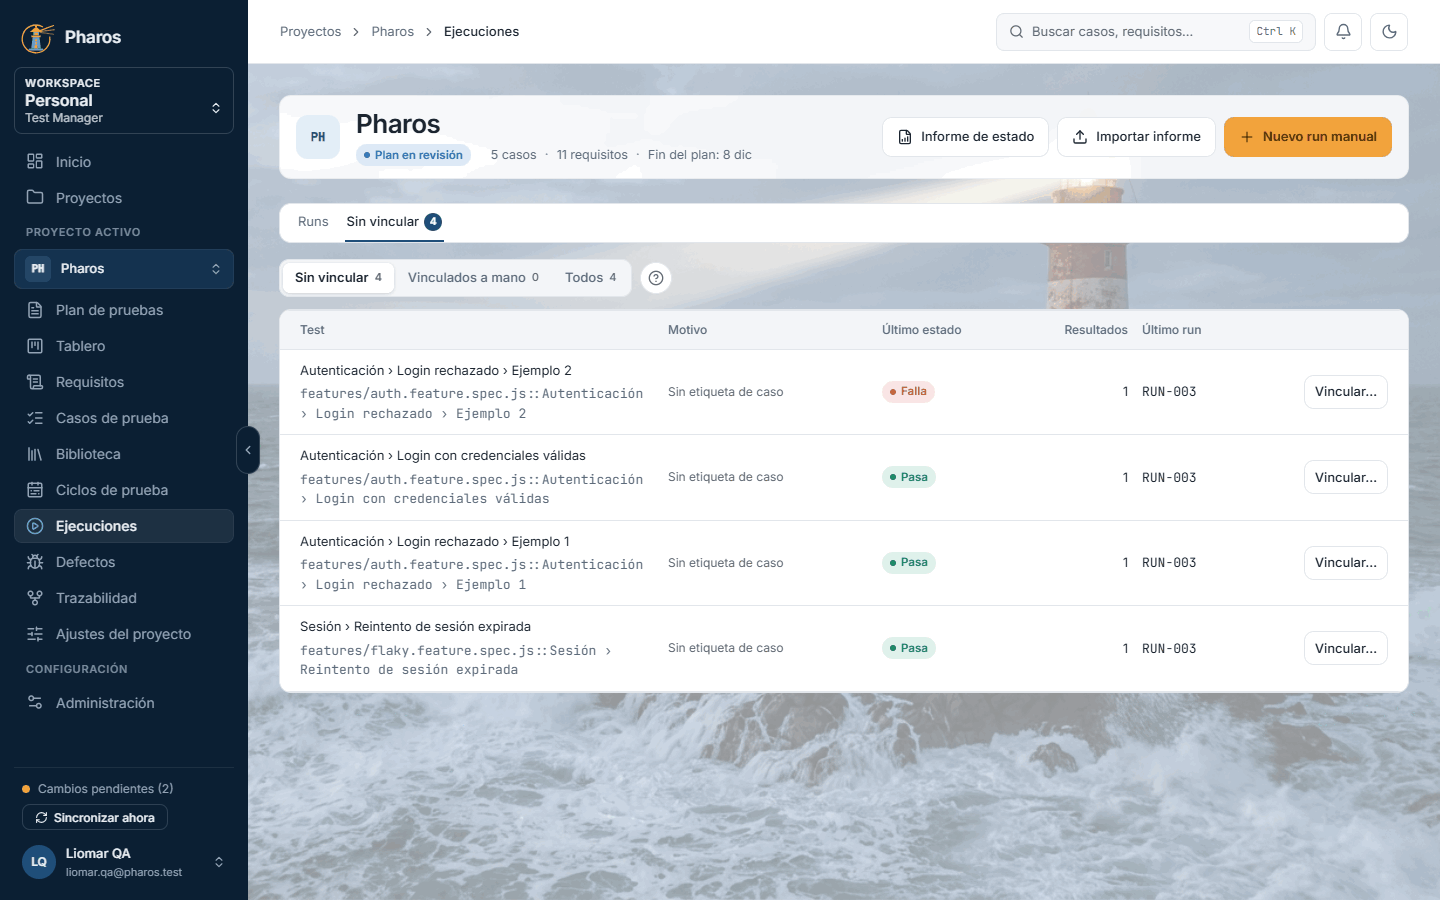 Pharos
WORKSPACE
Personal
Test Manager
Inicio
Proyectos
PROYECTO ACTIVO
PH Pharos
Plan de pruebas
Tablero
Requisitos
Casos de prueba
Biblioteca
Ciclos de prueba
Ejecuciones
Defectos
Trazabilidad
Ajustes del proyecto
CONFIGURACIÓN
Administración
Cambios pendientes (2)
Sincronizar ahora
LQ
Liomar QA
liomar.qa@pharos.test
Proyectos > Pharos > Ejecuciones
Buscar casos, requisitos... Ctrl K
PH
Pharos
Plan en revisión 5 casos · 11 requisitos · Fin del plan: 8 dic
Informe de estado
Importar informe
+ Nuevo run manual
Runs Sin vincular 4
Sin vincular 4 Vinculados a mano 0 Todos 4 ?
Test Motivo Último estado Resultados Último run
Autenticación › Login rechazado › Ejemplo 2
features/auth.feature.spec.js::Autenticación
› Login rechazado › Ejemplo 2
Sin etiqueta de caso Falla 1 RUN-003 Vincular...
Autenticación › Login con credenciales válidas
features/auth.feature.spec.js::Autenticación
› Login con credenciales válidas
Sin etiqueta de caso Pasa 1 RUN-003 Vincular...
Autenticación › Login rechazado › Ejemplo 1
features/auth.feature.spec.js::Autenticación
› Login rechazado › Ejemplo 1
Sin etiqueta de caso Pasa 1 RUN-003 Vincular...
Sesión › Reintento de sesión expirada
features/flaky.feature.spec.js::Sesión ›
Reintento de sesión expirada
Sin etiqueta de caso Pasa 1 RUN-003 Vincular...